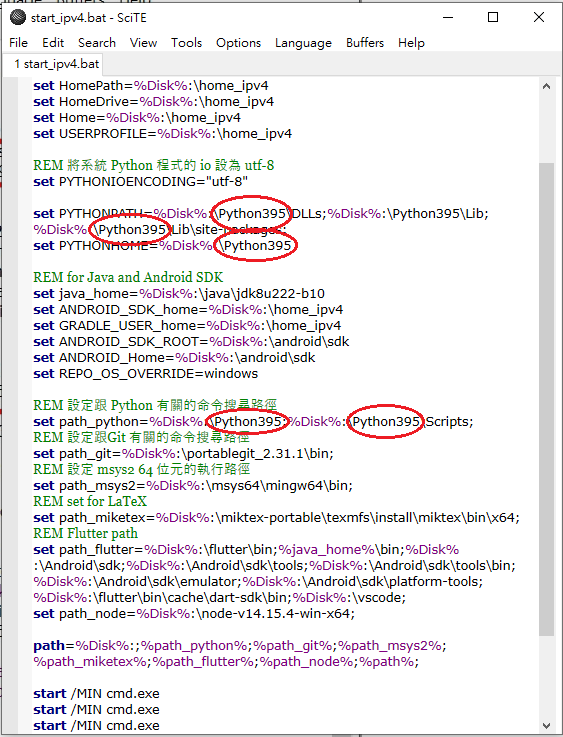 start_ipv4.bat - SciTE
File Edit Search View Tools Options Language Buffers Help
1 start_ipv4.bat
set HomePath=%Disk%:\home_ipv4
set HomeDrive=%Disk%:\home_ipv4
set Home=%Disk%:\home_ipv4
set USERPROFILE=%Disk%:\home_ipv4
REM 將系統 Python 程式的 io 設為 utf-8
set PYTHONIOENCODING="utf-8"
set PYTHONPATH=%Disk%:\Python395\DLLs;%Disk%:\Python395\Lib;
%Disk%:\Python395\Lib\site-packages;
set PYTHONHOME=%Disk%:\Python395
REM for Java and Android SDK
set java_home=%Disk%:\java\jdk8u222-b10
set ANDROID_SDK_home=%Disk%:\home_ipv4
set GRADLE_USER_home=%Disk%:\home_ipv4
set ANDROID_SDK_ROOT=%Disk%:\android\sdk
set ANDROID_Home=%Disk%:\android\sdk
set REPO_OS_OVERRIDE=windows
REM 設定跟 Python 有關的命令搜尋路徑
set path_python=%Disk%:\Python395;%Disk%:\Python395\Scripts;
REM 設定跟Git 有關的命令搜尋路徑
set path_git=%Disk%:\portablegit_2.31.1\bin;
REM 設定 msys2 64 位元的執行路徑
set path_msys2=%Disk%:\msys64\mingw64\bin;
REM set for LaTeX
set path_miketex=%Disk%:\miktex-portable\texmfs\install\miktex\bin\x64;
REM Flutter path
set path_flutter=%Disk%:\flutter\bin;%java_home%\bin;%Disk%
:\Android\sdk;%Disk%:\Android\sdk\tools;%Disk%:\Android\sdk\tools\bin;
%Disk%:\Android\sdk\emulator;%Disk%:\Android\sdk\platform-tools;
%Disk%:\flutter\bin\cache\dart-sdk\bin;%Disk%:\vscode;
set path_node=%Disk%:\node-v14.15.4-win-x64;
path=%Disk%:;%path_python%;%path_git%;%path_msys2%;
%path_miketex%;%path_flutter%;%path_node%;%path%;
start /MIN cmd.exe
start /MIN cmd.exe
start /MIN cmd.exe